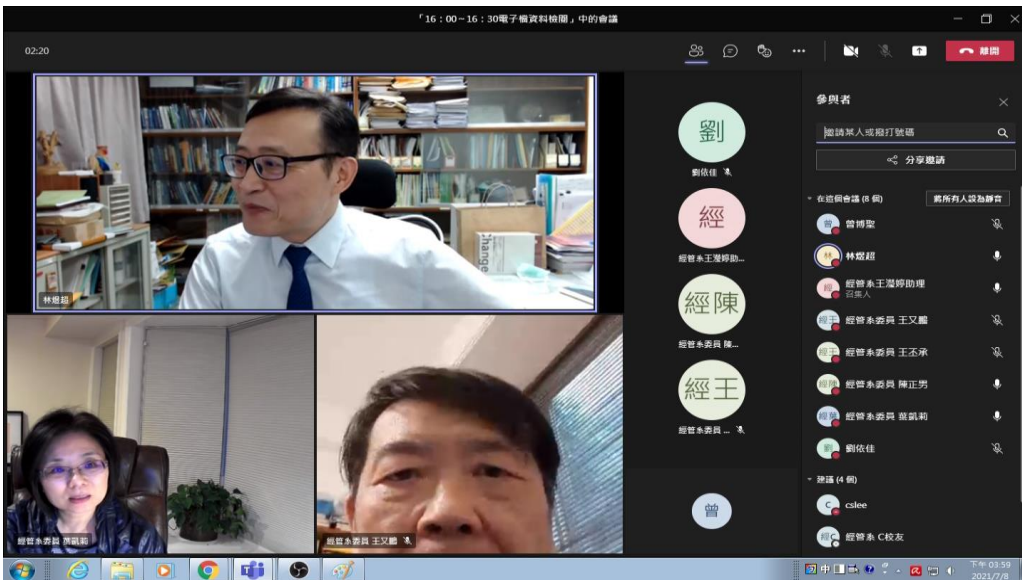 「16：00－16：30電子檔資料檢閱」中的會議
02:20
離開
林煜超
經管系委員 葉凱莉
經管系委員 王又鵬
劉
劉依佳
經
經管系王瀅婷助...
經陳
經管系委員 陳...
經王
經管系委員 ...
曾
參與者
邀請某人或撥打號碼
分享邀請
在這個會議 (8 個)
將所有人設為靜音
曾博聖
林煜超
經管系王瀅婷助理
召集人
經管系委員 王又鵬
經管系委員 王丕承
經管系委員 陳正男
經管系委員 葉凱莉
劉依佳
建議 (4 個)
cslee
經管系 C校友
下午 03:59
2021/7/8